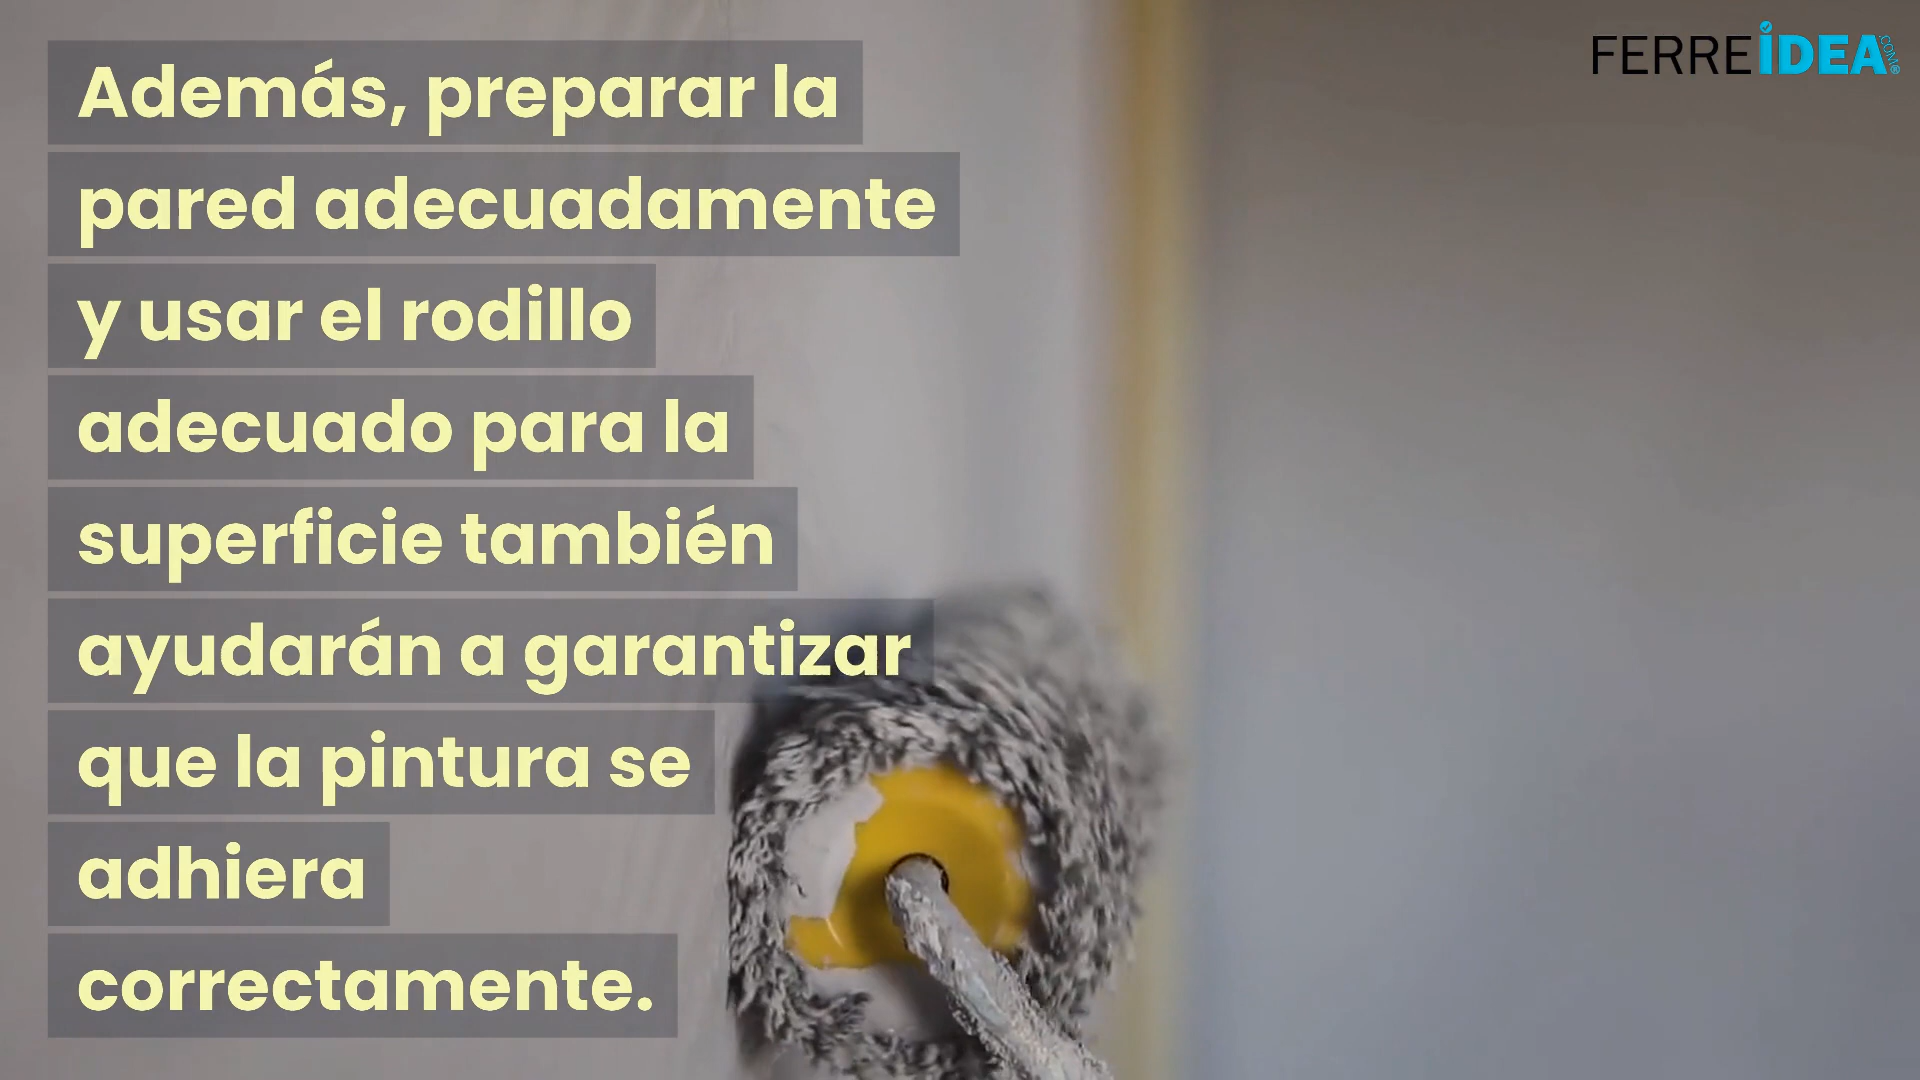 Además, preparar la
pared adecuadamente
y usar el rodillo
adecuado para la
superficie también
ayudarán a garantizar
que la pintura se
adhiera
correctamente.
FERREIDEA.COM®